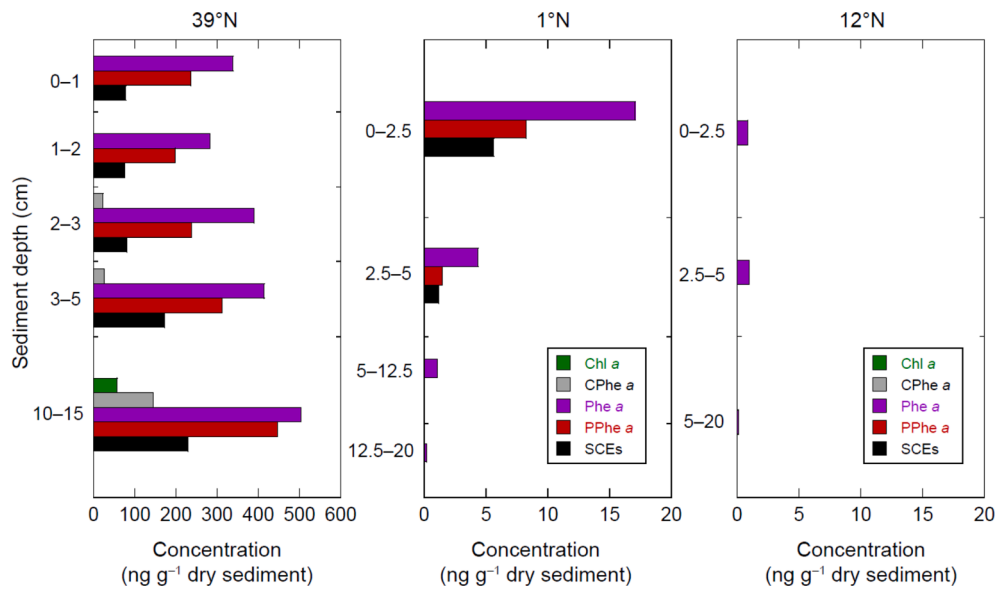 39°N
1°N
12°N
Sediment depth (cm)
0–1
1–2
2–3
3–5
10–15
0 100 200 300 400 500 600
Concentration
(ng g⁻¹ dry sediment)
0–2.5
2.5–5
5–12.5
12.5–20
Chl a
CPhe a
Phe a
PPhe a
SCEs
0 5 10 15 20
Concentration
(ng g⁻¹ dry sediment)
0–2.5
2.5–5
5–20
Chl a
CPhe a
Phe a
PPhe a
SCEs
0 5 10 15 20
Concentration
(ng g⁻¹ dry sediment)